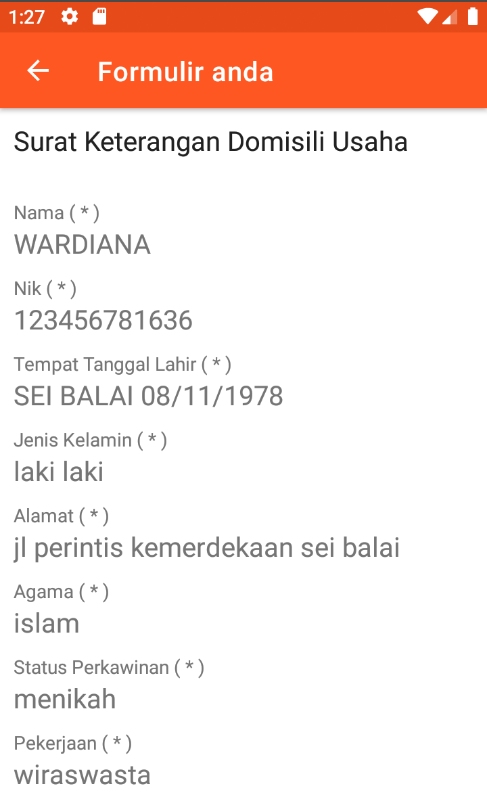 1:27
Formulir anda
Surat Keterangan Domisili Usaha
Nama ( * )
WARDIANA
Nik ( * )
123456781636
Tempat Tanggal Lahir ( * )
SEI BALAI 08/11/1978
Jenis Kelamin ( * )
laki laki
Alamat ( * )
jl perintis kemerdekaan sei balai
Agama ( * )
islam
Status Perkawinan ( * )
menikah
Pekerjaan ( * )
wiraswasta